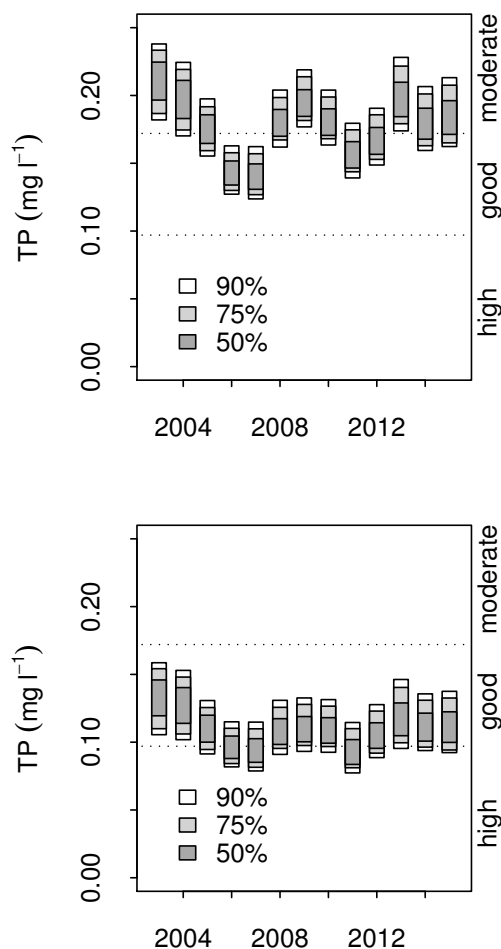 TP (mg l⁻¹)
0.20
0.10
0.00
moderate
good
high
90%
75%
50%
2004 2008 2012
TP (mg l⁻¹)
0.20
0.10
0.00
moderate
good
high
90%
75%
50%
2004 2008 2012